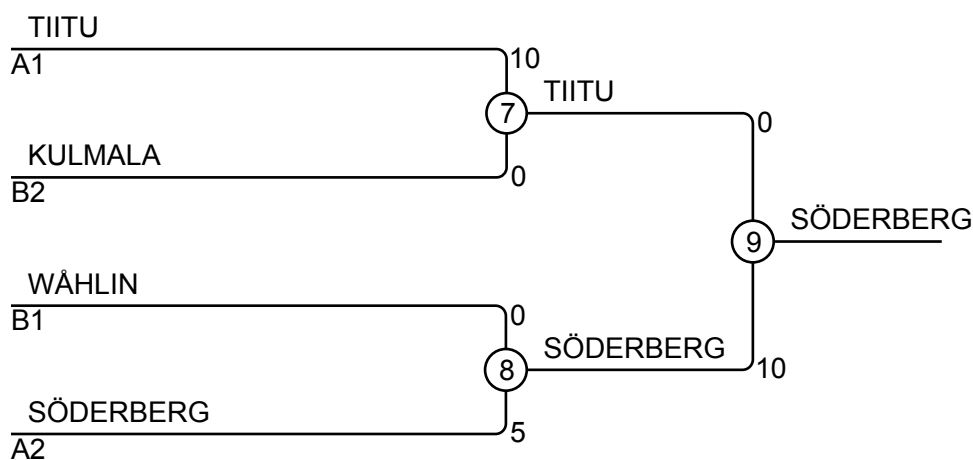 TIITU
A1
10
7
TIITU
0
KULMALA
B2
0
9
SÖDERBERG
WÅHLIN
B1
0
8
SÖDERBERG
10
SÖDERBERG
A2
5